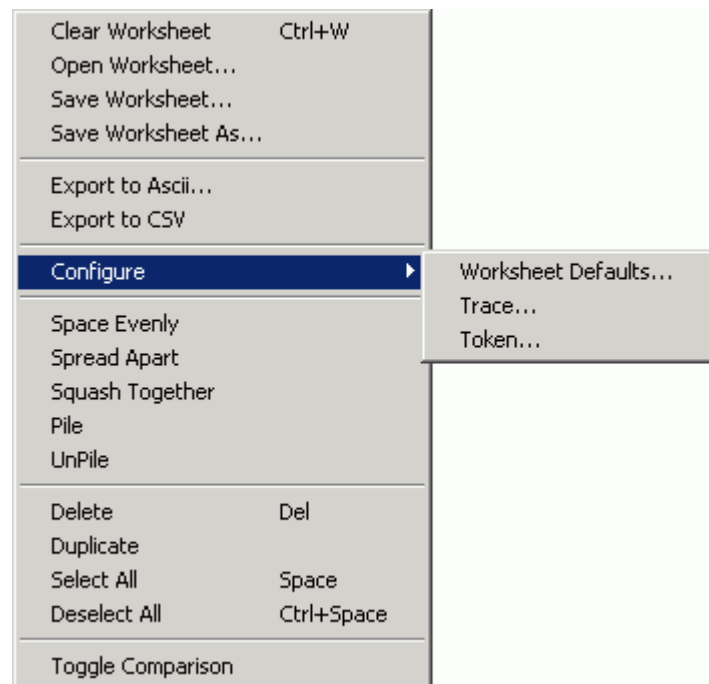 Clear Worksheet Ctrl+W
Open Worksheet...
Save Worksheet...
Save Worksheet As...
Export to Ascii...
Export to CSV
Configure
Worksheet Defaults...
Trace...
Token...
Space Evenly
Spread Apart
Squash Together
Pile
UnPile
Delete Del
Duplicate
Select All Space
Deselect All Ctrl+Space
Toggle Comparison